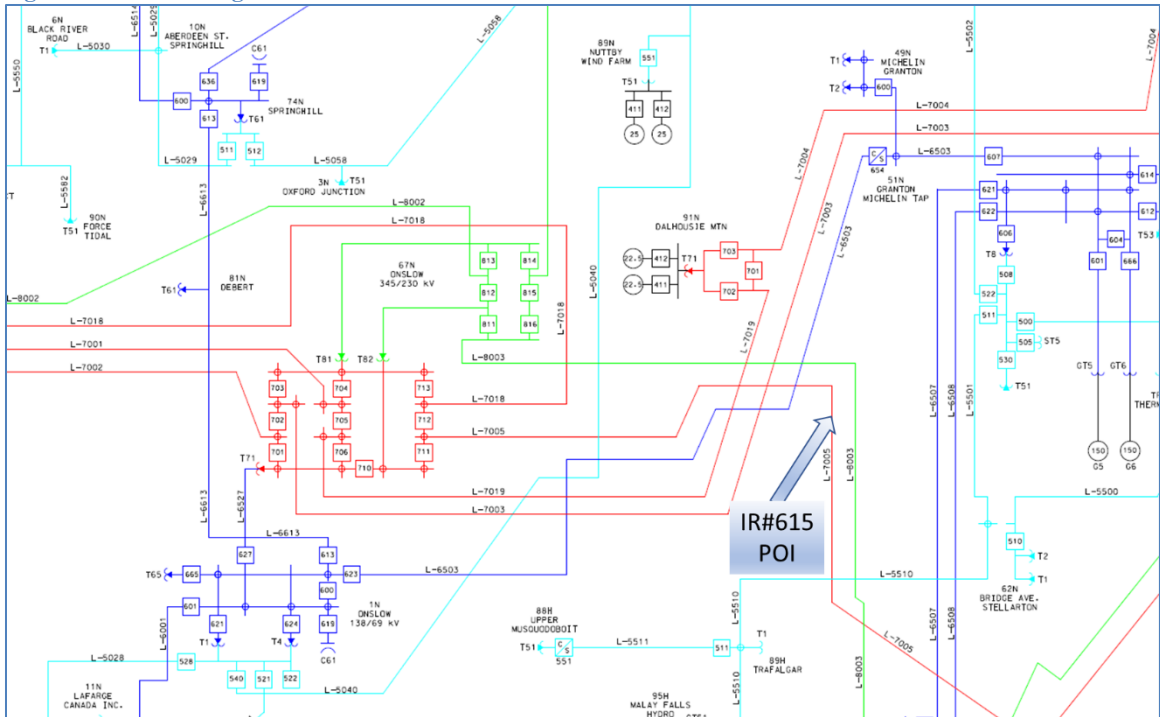 6N
BLACK RIVER
ROAD
T1
L-5030
10N
ABERDEEN ST.
SPRINGHILL
L-6514
L-5029
C61
L-5058
L-5550
636
619
600
613
74N
SPRINGHILL
T61
511
512
L-5029
L-5058
3N
OXFORD JUNCTION
T51
L-5582
T51
90N
FORCE
TIDAL
L-6613
L-8002
L-7018
81N
DEBERT
T61
L-8002
L-7018
L-7001
L-7002
67N
ONSLOW
345/230 kV
813
814
812
815
811
816
L-8003
L-7018
T81
T82
703
704
713
L-7018
702
705
712
L-7005
701
706
711
T71
710
L-7019
L-7003
L-6613
L-6527
L-6613
627
613
T65
665
623
L-6503
600
601
1N
ONSLOW
138/69 kV
621
624
619
T1
T4
C61
L-6001
L-5028
528
540
521
522
L-5040
11N
LAFARGE
CANADA INC.
89N
NUTTBY
WIND FARM
551
T51
411
412
25
25
L-5040
91N
DALHOUSIE MTN
22.5
412
T71
703
701
22.5
411
702
L-7019
L-7004
L-7003
L-6503
L-7004
L-7003
L-7004
49N
MICHELIN
GRANTON
T1
T2
600
C/S
654
L-6503
51N
GRANTON
MICHELIN TAP
L-5502
607
614
621
622
612
606
604
T53
T8
601
666
508
522
511
500
505
ST5
530
T51
GT5
GT6
L-6507
L-6508
L-5501
150
150
G5
G6
L-5500
510
T2
T1
62N
BRIDGE AVE.
STELLARTON
L-7005
L-8003
IR#615
POI
L-5510
L-5510
88H
UPPER
MUSQUODOBOIT
T51
C/S
551
L-5511
511
T1
89H
TRAFALGAR
L-5510
95H
MALAY FALLS
HYDRO
L-8003
L-7005
L-6507
L-6508